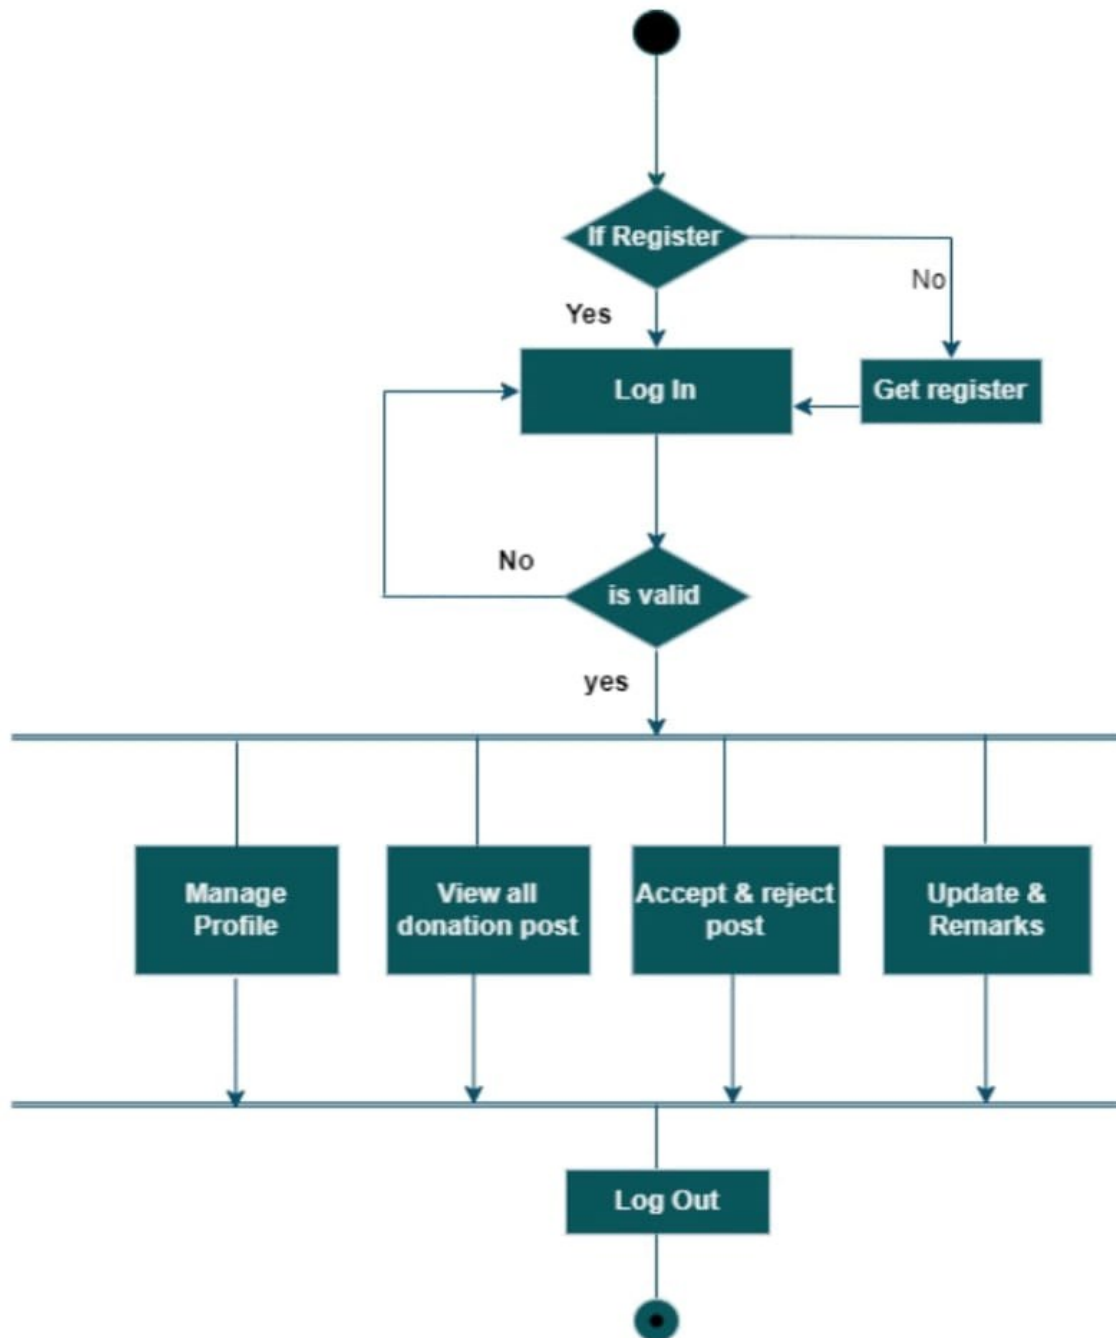 If Register
No
Yes
Log In
Get register
No
is valid
yes
Manage
Profile
View all
donation post
Accept & reject
post
Update &
Remarks
Log Out